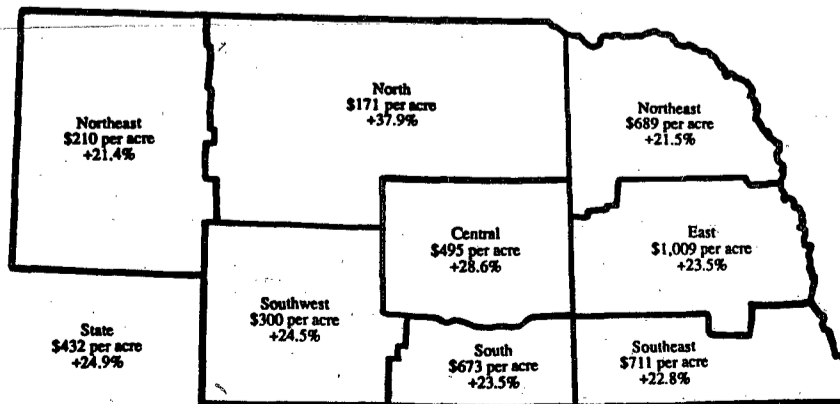 North
$171 per acre
+37.9%
Northeast
$210 per acre
+21.4%
Northeast
$689 per acre
+21.5%
Central
$495 per acre
+28.6%
East
$1,009 per acre
+23.5%
Southwest
$300 per acre
+24.5%
State
$432 per acre
+24.9%
South
$673 per acre
+23.5%
Southeast
$711 per acre
+22.8%